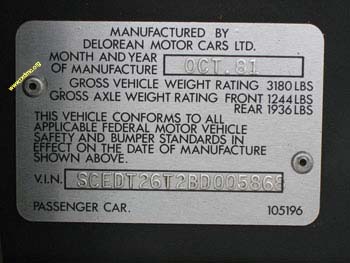 MANUFACTURED BY
DELOREAN MOTOR CARS LTD.
MONTH AND YEAR
OF MANUFACTURE OCT. 81
GROSS VEHICLE WEIGHT RATING 3180 LBS
GROSS AXLE WEIGHT RATING FRONT 1244 LBS
REAR 1936 LBS
THIS VEHICLE CONFORMS TO ALL
APPLICABLE FEDERAL MOTOR VEHICLE
SAFETY AND BUMPER STANDARDS IN
EFFECT ON THE DATE OF MANUFACTURE
SHOWN ABOVE.
V.I.N.
PASSENGER CAR. 105196